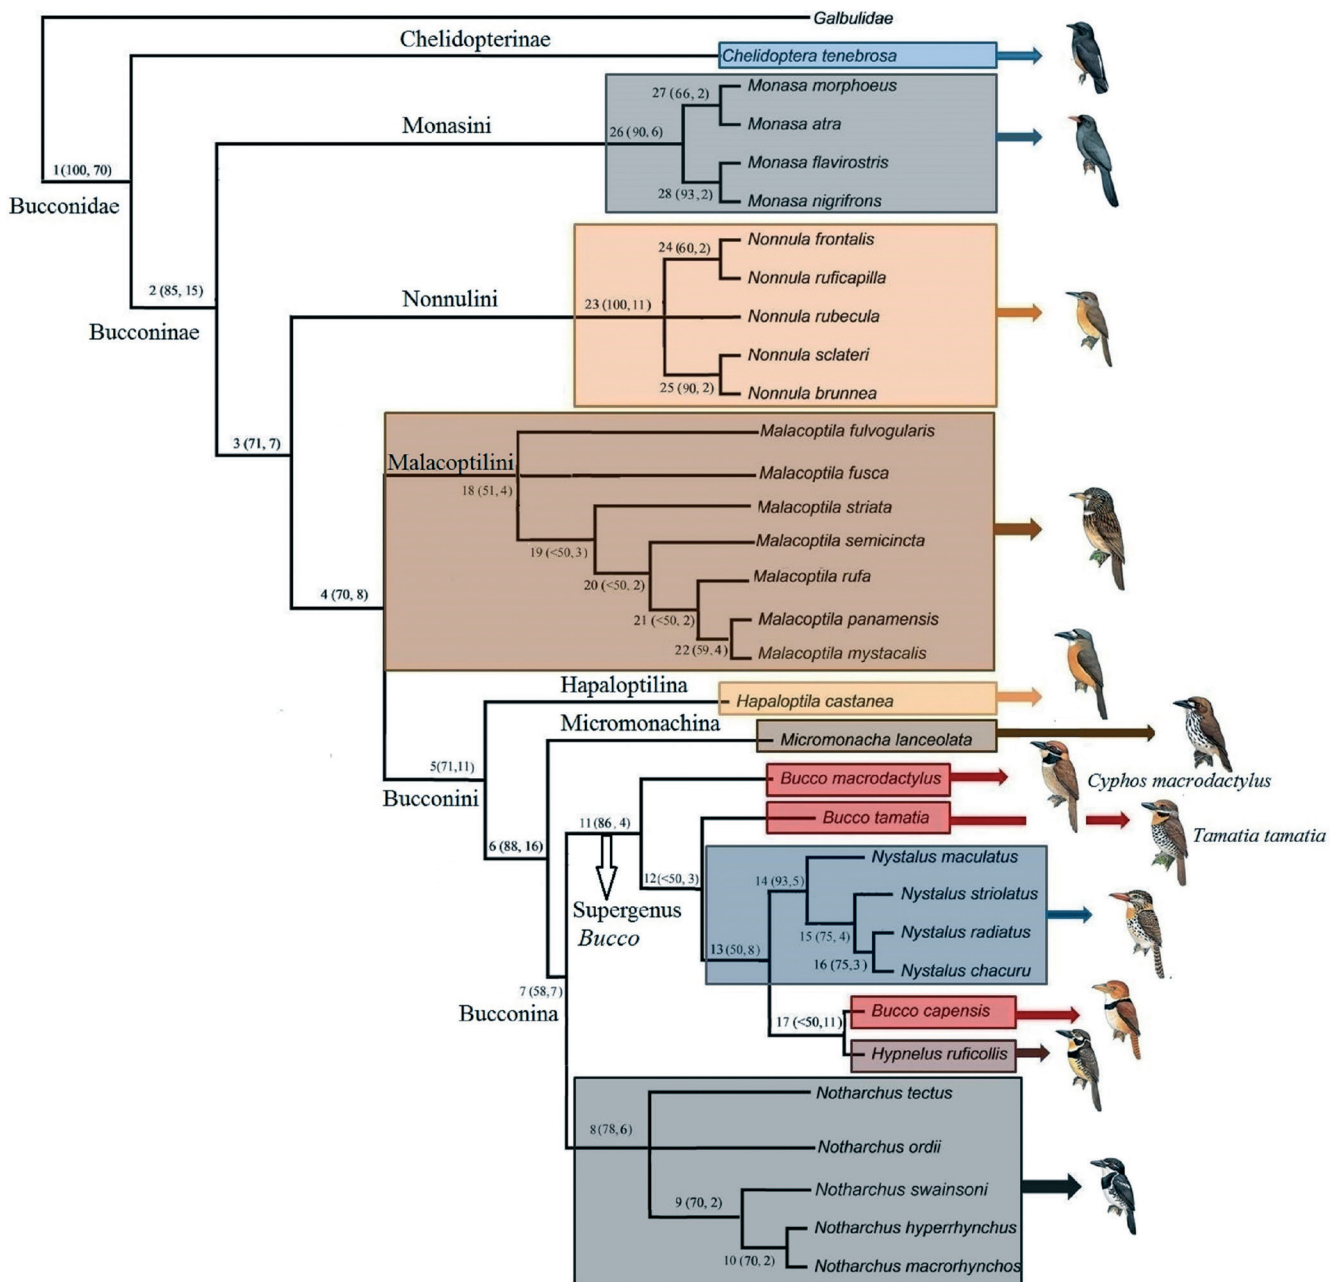 Galbulidae
Chelidopterinae
Chelidoptera tenebrosa
27 (66, 2)
Monasa morphoeus
Monasini
26 (90, 6)
Monasa atra
Monasa flavirostris
1(100, 70)
28 (93, 2)
Monasa nigrifrons
Bucconidae
24 (60, 2)
Nonnula frontalis
Nonnula ruficapilla
2 (85, 15)
Nonnulini
23 (100, 11)
Nonnula rubecula
Bucconinae
Nonnula sclateri
25 (90, 2)
Nonnula brunnea
Malacoptila fulvogularis
3 (71, 7)
Malacoptilini
Malacoptila fusca
18 (51, 4)
Malacoptila striata
19 (<50, 3)
Malacoptila semicincta
20 (<50, 2)
Malacoptila rufa
4 (70, 8)
21 (<50, 2)
Malacoptila panamensis
22 (59, 4)
Malacoptila mystacalis
Hapaloptilina
Hapaloptila castanea
Micromonachina
Micromonacha lanceolata
5(71,11)
Bucco macrodactylus
Cyphos macrodactylus
Bucconini
11 (86, 4)
Bucco tamatia
Tamatia tamatia
6 (88, 16)
Nystalus maculatus
12(<50, 3)
14 (93,5)
Nystalus striolatus
Supergenus
Bucco
15 (75, 4)
Nystalus radiatus
13 (50, 8)
16 (75,3)
Nystalus chacuru
7 (58,7)
Bucconina
17 (<50,11)
Bucco capensis
Hypnelus ruficollis
Notharchus tectus
8 (78,6)
Notharchus ordii
Notharchus swainsoni
9 (70, 2)
Notharchus hyperrhynchus
10 (70, 2)
Notharchus macrorhynchos